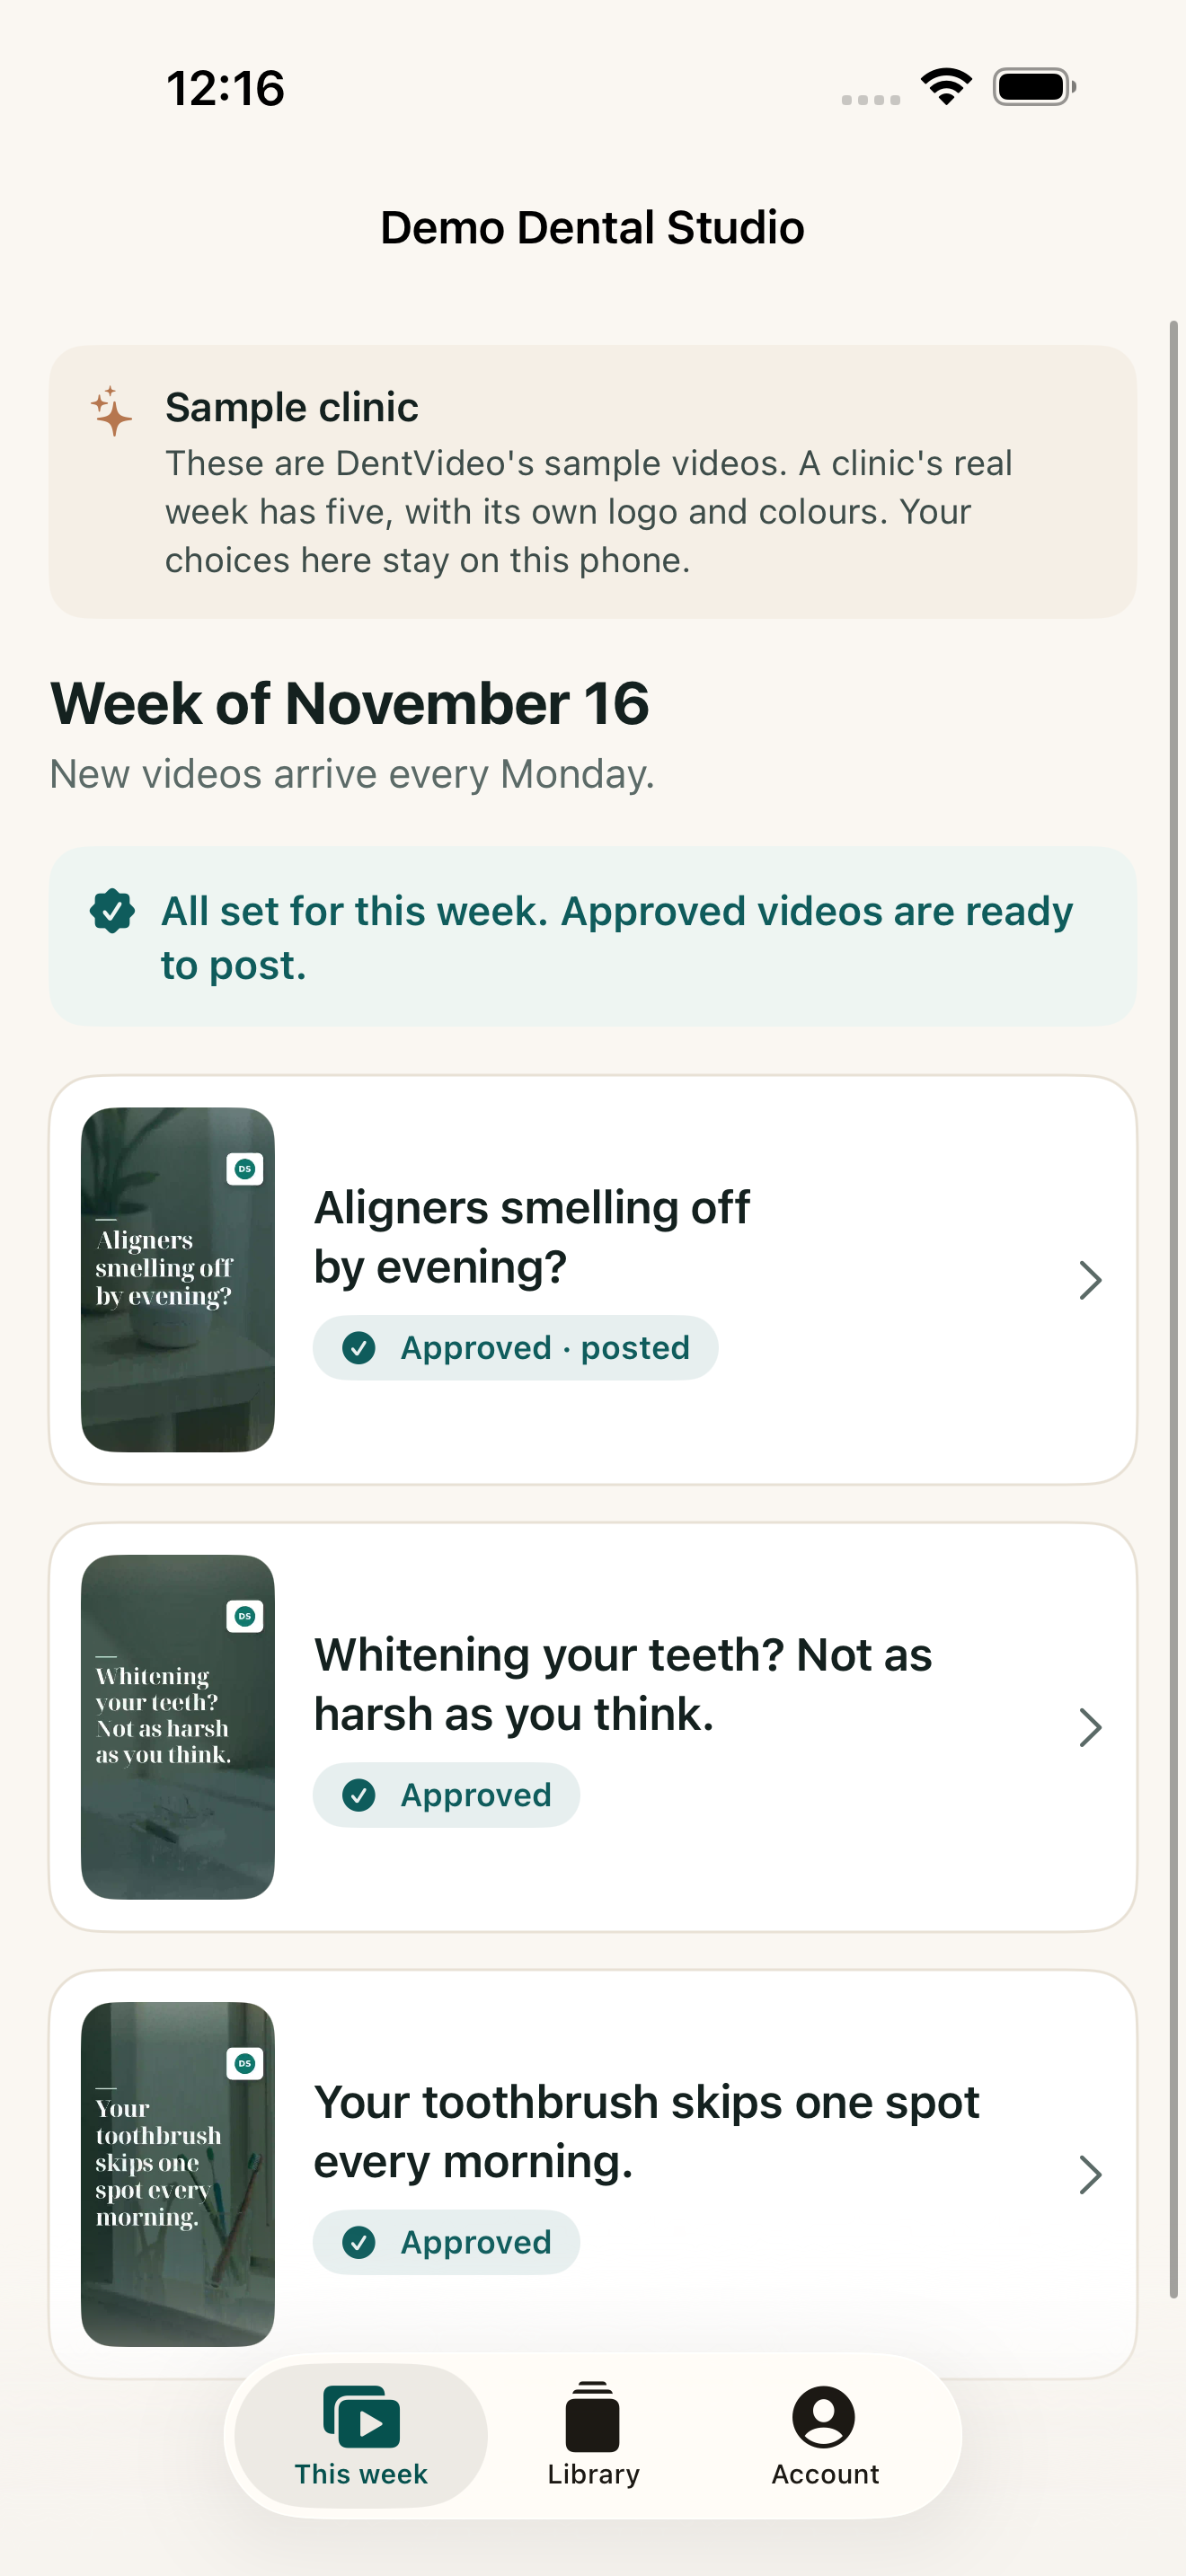 12:16
Demo Dental Studio
Sample clinic
These are DentVideo's sample videos. A clinic's real
week has five, with its own logo and colours. Your
choices here stay on this phone.
Week of November 16
New videos arrive every Monday.
All set for this week. Approved videos are ready
to post.
DS
Aligners
smelling off
by evening?
Aligners smelling off
by evening?
Approved · posted
DS
Whitening
your teeth?
Not as harsh
as you think.
Whitening your teeth? Not as
harsh as you think.
Approved
DS
Your
toothbrush
skips one
spot every
morning.
Your toothbrush skips one spot
every morning.
Approved
This week
Library
Account